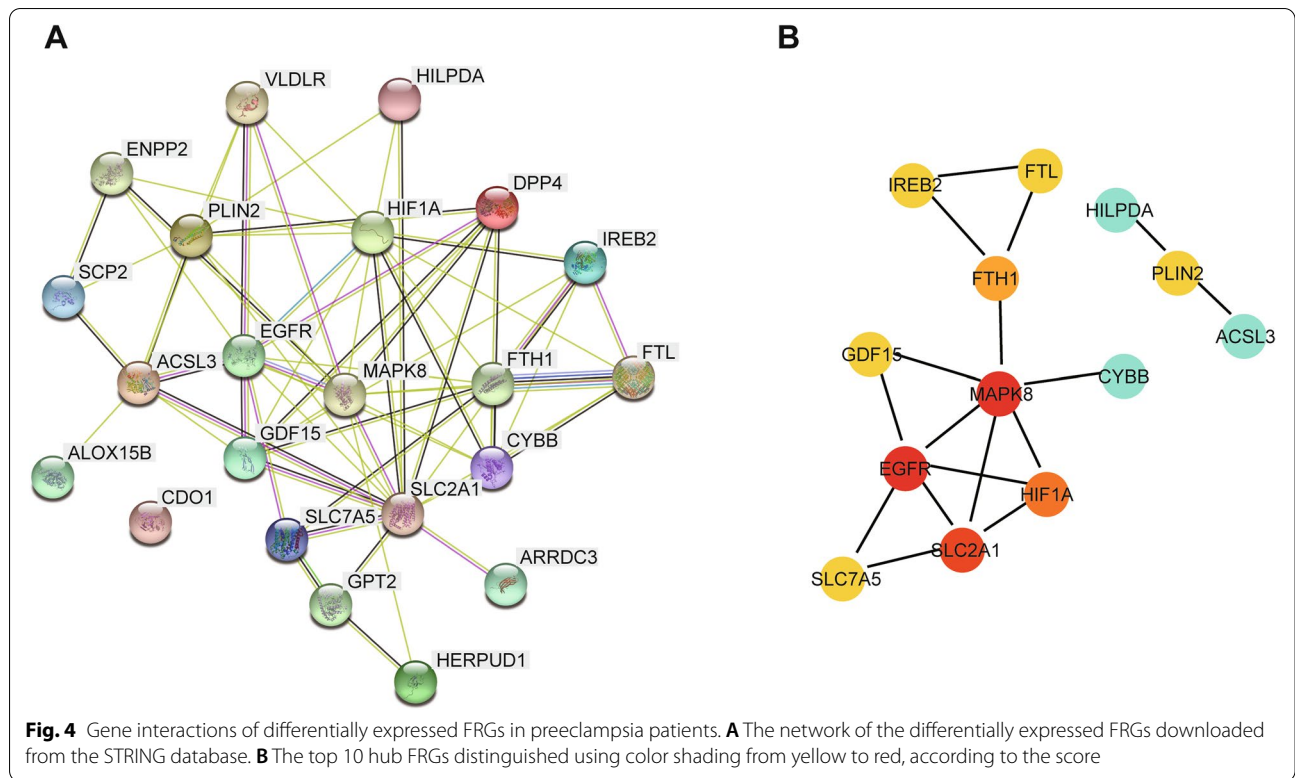 A
VLDLR
HILPDA
ENPP2
DPP4
PLIN2
HIF1A
IREB2
SCP2
EGFR
ACSL3
MAPK8
FTH1
FTL
GDF15
CYBB
ALOX15B
SLC2A1
CDO1
SLC7A5
ARRDC3
GPT2
HERPUD1
B
IREB2
FTL
HILPDA
PLIN2
FTH1
ACSL3
GDF15
CYBB
MAPK8
EGFR
HIF1A
SLC2A1
SLC7A5
Fig. 4 Gene interactions of differentially expressed FRGs in preeclampsia patients. A The network of the differentially expressed FRGs downloaded
from the STRING database. B The top 10 hub FRGs distinguished using color shading from yellow to red, according to the score